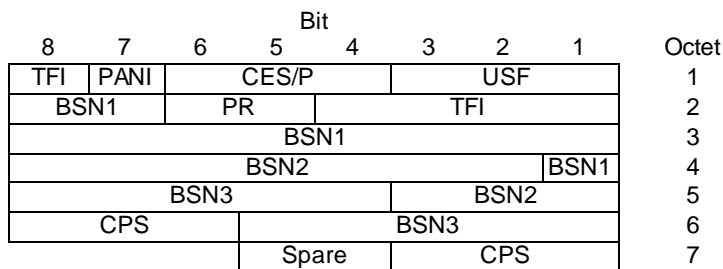 Bit
8 7 6 5 4 3 2 1 Octet
TFI PANI CES/P USF 1
BSN1 PR TFI 2
BSN1 3
BSN2 BSN1 4
BSN3 BSN2 5
CPS BSN3 6
Spare CPS 7